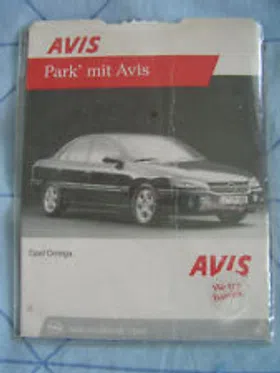 AVIS
Park' mit Avis
Opel Omega
AVIS
We try
harder.